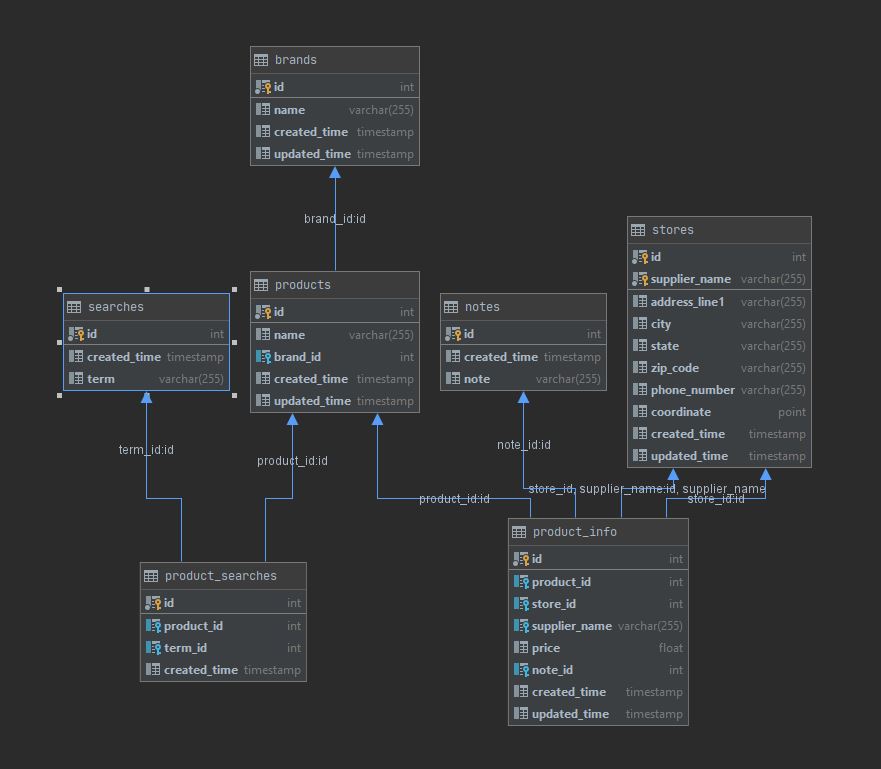 brands
id int
name varchar(255)
created_time timestamp
updated_time timestamp
brand_id:id
stores
id int
supplier_name varchar(255)
address_line1 varchar(255)
city varchar(255)
state varchar(255)
zip_code varchar(255)
phone_number varchar(255)
coordinate point
created_time timestamp
updated_time timestamp
products
id int
name varchar(255)
brand_id int
created_time timestamp
updated_time timestamp
searches
id int
created_time timestamp
term varchar(255)
notes
id int
created_time timestamp
note varchar(255)
term_id:id
product_id:id
note_id:id
product_id:id
store_id, supplier_name:id, supplier_name
store_id:id
product_info
id int
product_id int
store_id int
supplier_name varchar(255)
price float
note_id int
created_time timestamp
updated_time timestamp
product_searches
id int
product_id int
term_id int
created_time timestamp